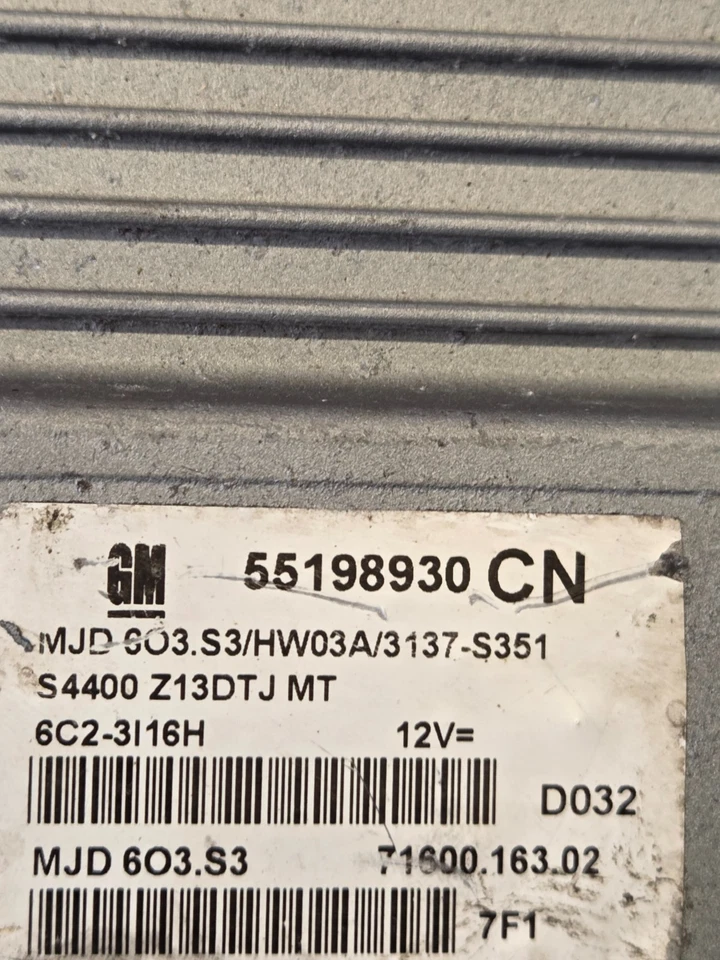 GM 55198930 CN
MJD 6O3.S3/HW03A/3137-S351
S4400 Z13DTJ MT
6C2-3I16H 12V=
D032
MJD 6O3.S3 71600.163.02
7F1